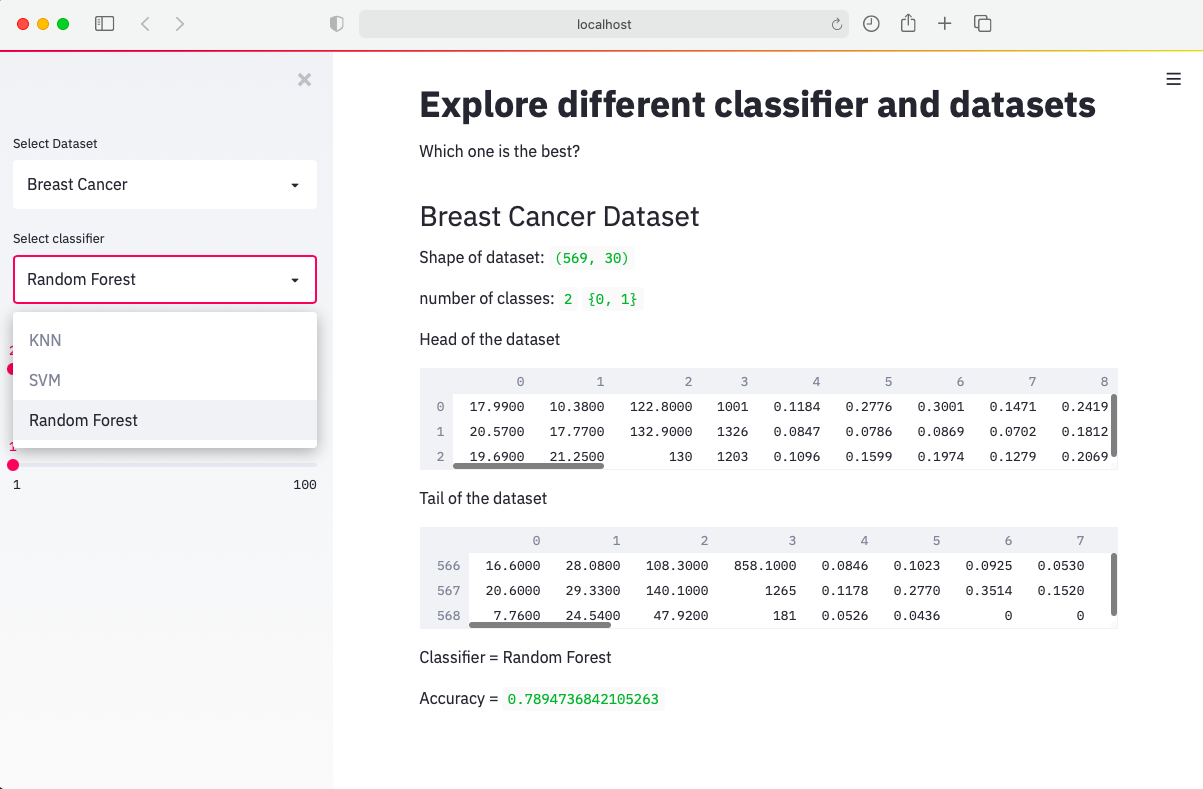 localhost
Select Dataset
Breast Cancer
Select classifier
Random Forest
KNN
SVM
Random Forest
1
1 100
Explore different classifier and datasets
Which one is the best?
Breast Cancer Dataset
Shape of dataset: (569, 30)
number of classes: 2 {0, 1}
Head of the dataset
0 1 2 3 4 5 6 7 8
0 17.9900 10.3800 122.8000 1001 0.1184 0.2776 0.3001 0.1471 0.2419
1 20.5700 17.7700 132.9000 1326 0.0847 0.0786 0.0869 0.0702 0.1812
2 19.6900 21.2500 130 1203 0.1096 0.1599 0.1974 0.1279 0.2069
Tail of the dataset
0 1 2 3 4 5 6 7
566 16.6000 28.0800 108.3000 858.1000 0.0846 0.1023 0.0925 0.0530
567 20.6000 29.3300 140.1000 1265 0.1178 0.2770 0.3514 0.1520
568 7.7600 24.5400 47.9200 181 0.0526 0.0436 0 0
Classifier = Random Forest
Accuracy = 0.7894736842105263